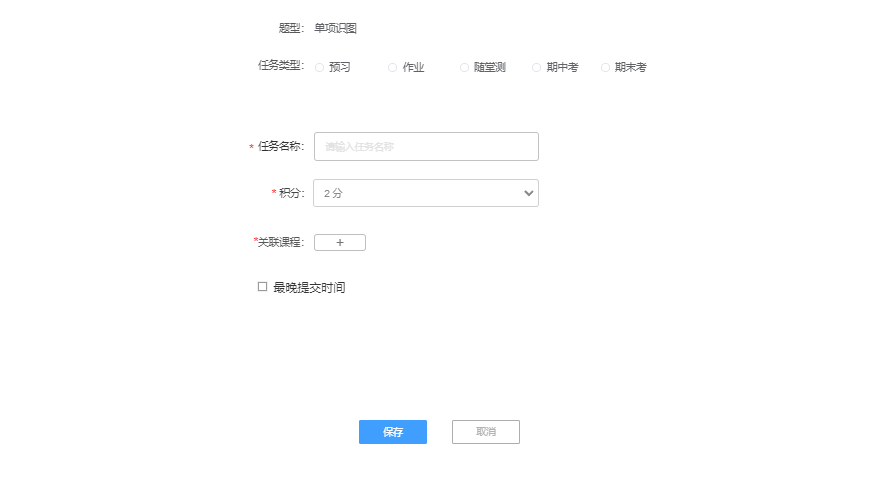 题型： 单项识图
任务类型： 预习 作业 随堂测 期中考 期末考
* 任务名称： 请输入任务名称
* 积分： 2 分
*关联课程： +
最晚提交时间
保存 取消